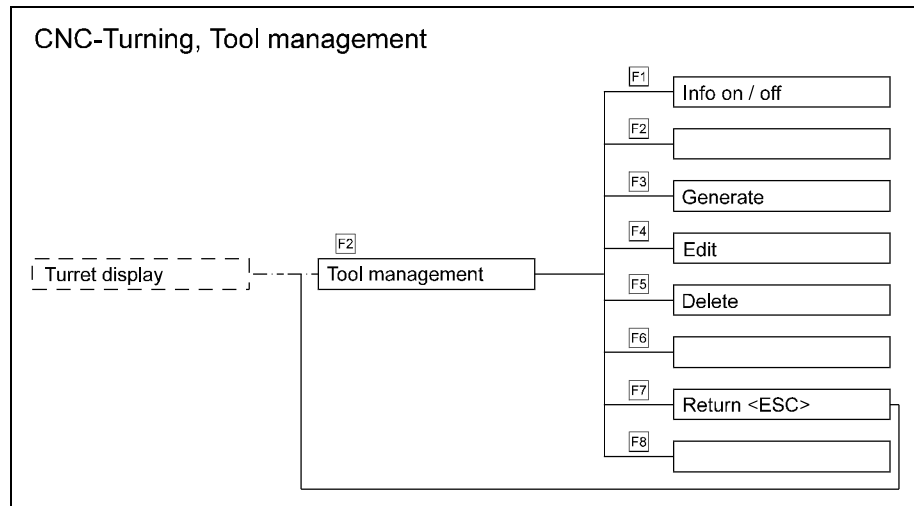 CNC-Turning, Tool management
F1
Info on / off
F2
F3
Generate
F4
Edit
F2
Turret display
Tool management
F5
Delete
F6
F7
Return <ESC>
F8